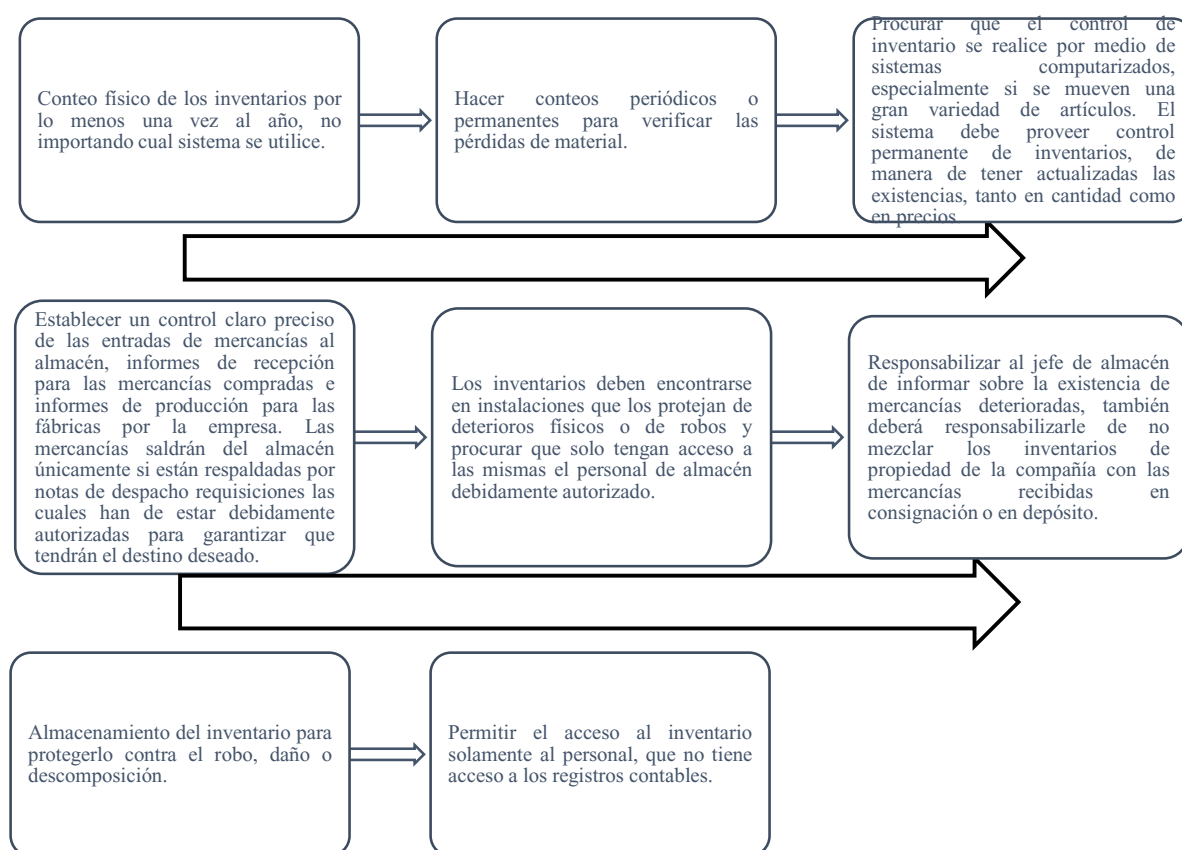 Conteo físico de los inventarios por
lo menos una vez al año, no
importando cual sistema se utilice.
Hacer conteos periódicos o
permanentes para verificar las
pérdidas de material.
Procurar que el control de
inventario se realice por medio de
sistemas computarizados,
especialmente si se mueven una
gran variedad de artículos. El
sistema debe proveer control
permanente de inventarios, de
manera de tener actualizadas las
existencias, tanto en cantidad como
en precios.
Establecer un control claro preciso
de las entradas de mercancías al
almacén, informes de recepción
para las mercancías compradas e
informes de producción para las
fábricas por la empresa. Las
mercancías saldrán del almacén
únicamente si están respaldadas por
notas de despacho requisiciones las
cuales han de estar debidamente
autorizadas para garantizar que
tendrán el destino deseado.
Los inventarios deben encontrarse
en instalaciones que los protejan de
deterioros físicos o de robos y
procurar que solo tengan acceso a
las mismas el personal de almacén
debidamente autorizado.
Responsabilizar al jefe de almacén
de informar sobre la existencia de
mercancías deterioradas, también
deberá responsabilizarle de no
mezclar los inventarios de
propiedad de la compañía con las
mercancías recibidas en
consignación o en depósito.
Almacenamiento del inventario para
protegerlo contra el robo, daño o
descomposición.
Permitir el acceso al inventario
solamente al personal, que no tiene
acceso a los registros contables.